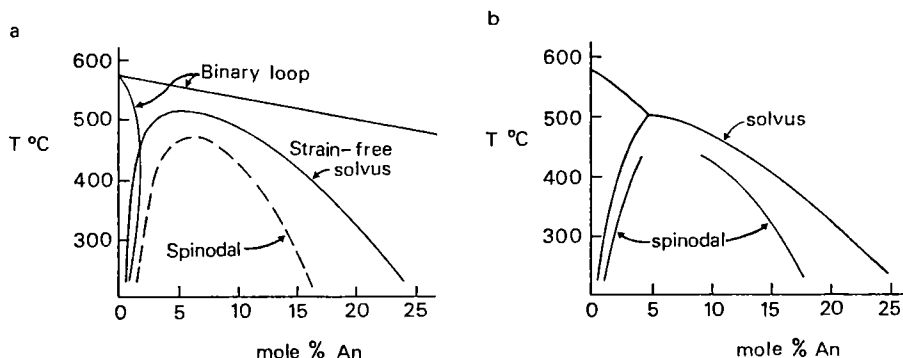 a
600
Binary loop
500
T °C
Strain-free
solvus
400
Spinodal
300
0 5 10 15 20 25
mole % An
b
600
solvus
500
T °C
400
spinodal
300
0 5 10 15 20 25
mole % An